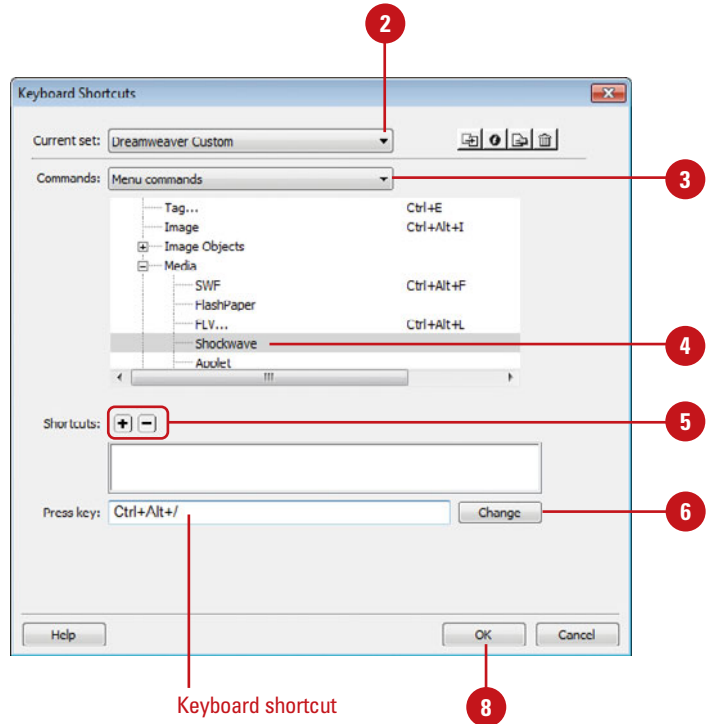 2
Keyboard Shortcuts
Current set: Dreamweaver Custom
Commands: Menu commands
3
Tag... Ctrl+E
Image Ctrl+Alt+I
Image Objects
Media
SWF Ctrl+Alt+F
FlashPaper
FLV... Ctrl+Alt+L
Shockwave
4
Applet
Shortcuts: + −
5
Press key: Ctrl+Alt+/ Change
6
Help OK Cancel
Keyboard shortcut
8